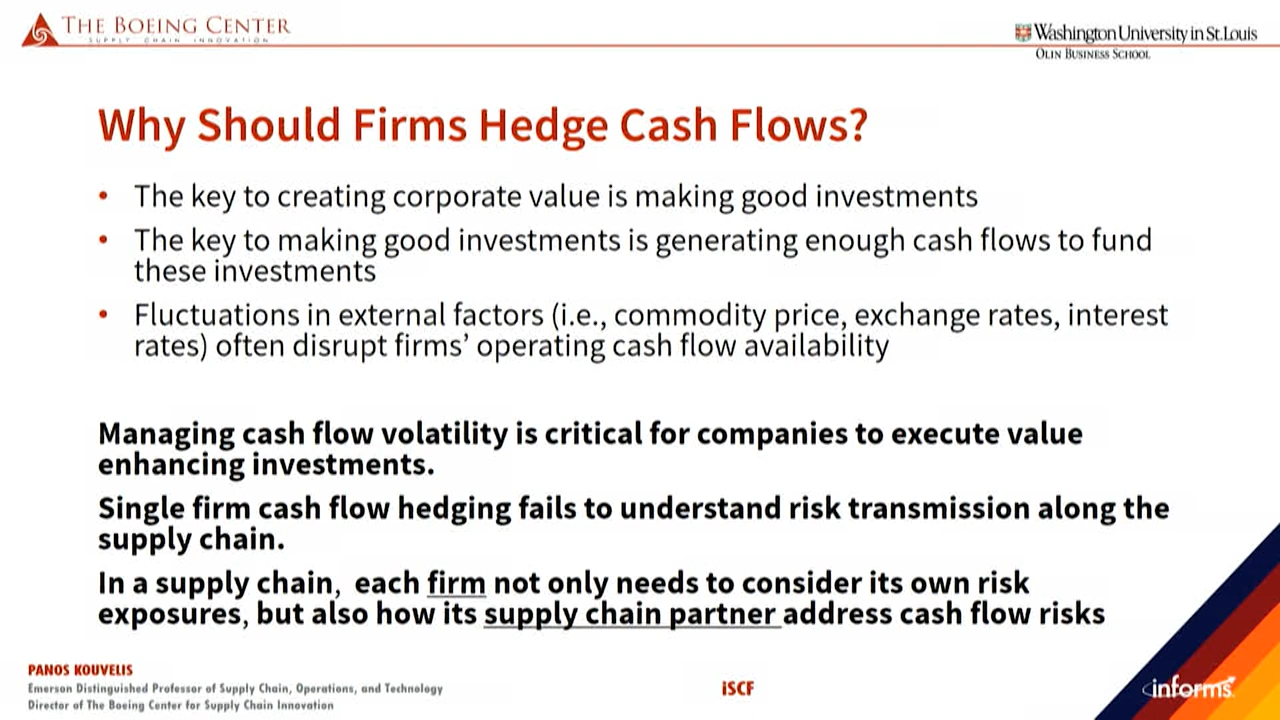 THE BOEING CENTER
SUPPLY CHAIN INNOVATION
Washington University in St.Louis
OLIN BUSINESS SCHOOL
Why Should Firms Hedge Cash Flows?
• The key to creating corporate value is making good investments
• The key to making good investments is generating enough cash flows to fund
these investments
• Fluctuations in external factors (i.e., commodity price, exchange rates, interest
rates) often disrupt firms’ operating cash flow availability
Managing cash flow volatility is critical for companies to execute value
enhancing investments.
Single firm cash flow hedging fails to understand risk transmission along the
supply chain.
In a supply chain, each firm not only needs to consider its own risk
exposures, but also how its supply chain partner address cash flow risks
PANOS KOUVELIS
Emerson Distinguished Professor of Supply Chain, Operations, and Technology
Director of The Boeing Center for Supply Chain Innovation
iSCF
informs